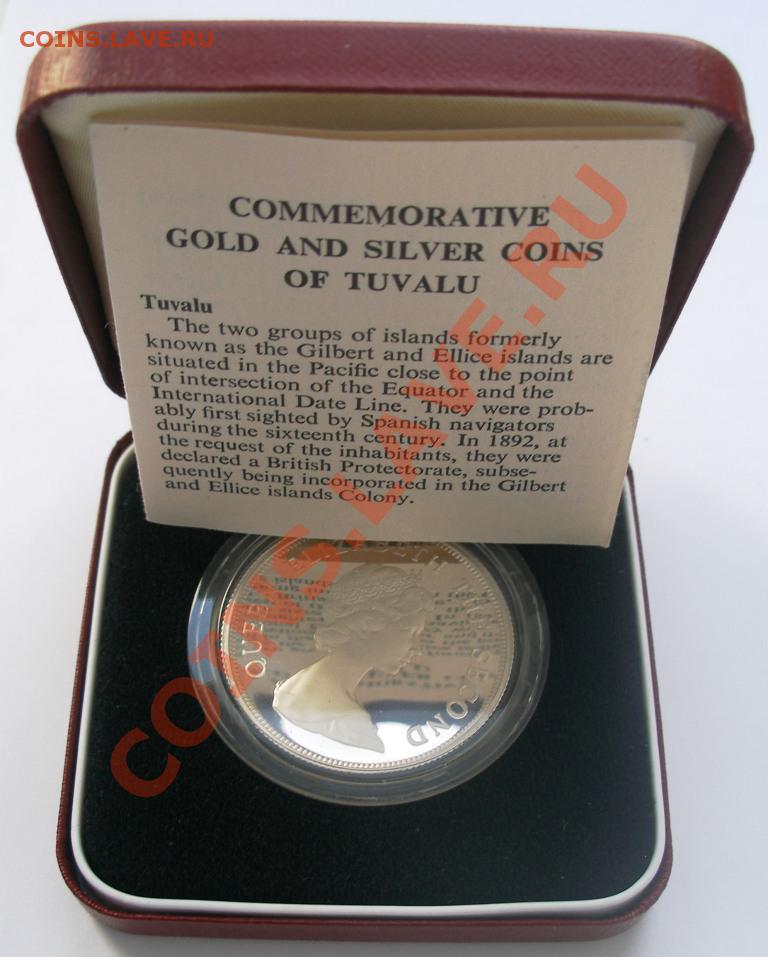 COINS.LAVE.RU
COMMEMORATIVE
GOLD AND SILVER COINS
OF TUVALU
Tuvalu
The two groups of islands formerly
known as the Gilbert and Ellice islands are
situated in the Pacific close to the point
of intersection of the Equator and the
International Date Line. They were prob-
ably first sighted by Spanish navigators
during the sixteenth century. In 1892, at
the request of the inhabitants, they were
declared a British Protectorate, subse-
quently being incorporated in the Gilbert
and Ellice islands Colony.
QUEEN ELIZABETH THE SECOND
COINS.LAVE.RU